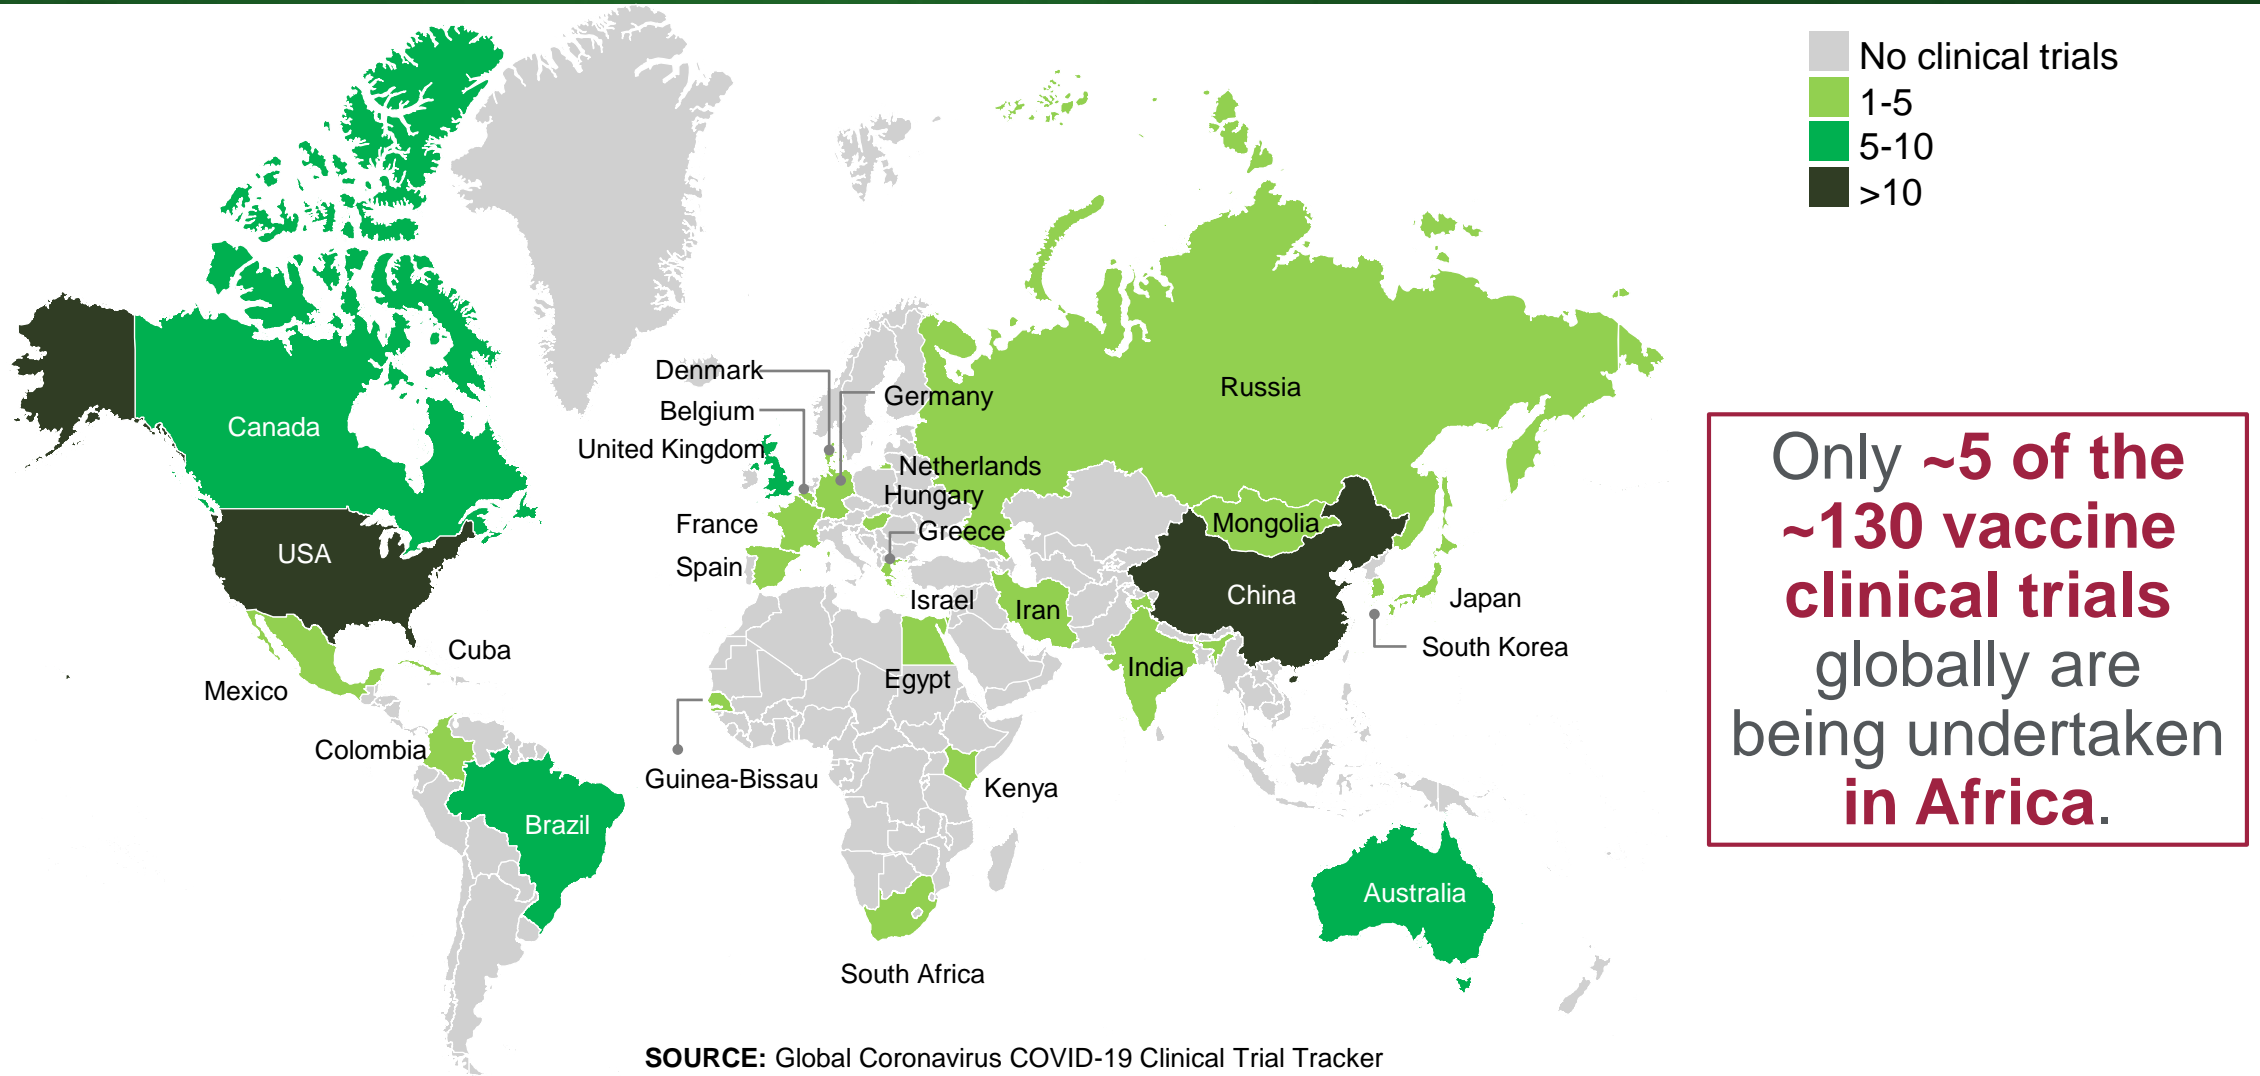 No clinical trials
1-5
5-10
>10
Denmark
Germany
Belgium
United Kingdom
Netherlands
Hungary
France
Greece
Spain
Russia
Canada
USA
Mongolia
China
Israel
Iran
Japan
South Korea
Cuba
Mexico
India
Egypt
Colombia
Guinea-Bissau
Kenya
Brazil
Australia
South Africa
Only ~5 of the
~130 vaccine
clinical trials
globally are
being undertaken
in Africa.
SOURCE: Global Coronavirus COVID-19 Clinical Trial Tracker